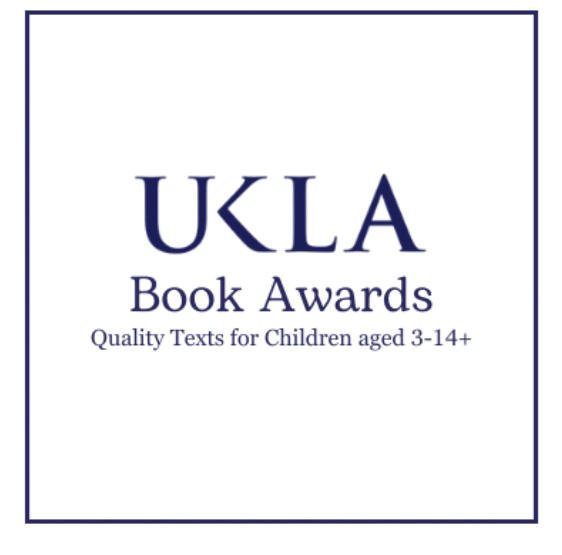 UKLA
Book Awards
Quality Texts for Children aged 3-14+